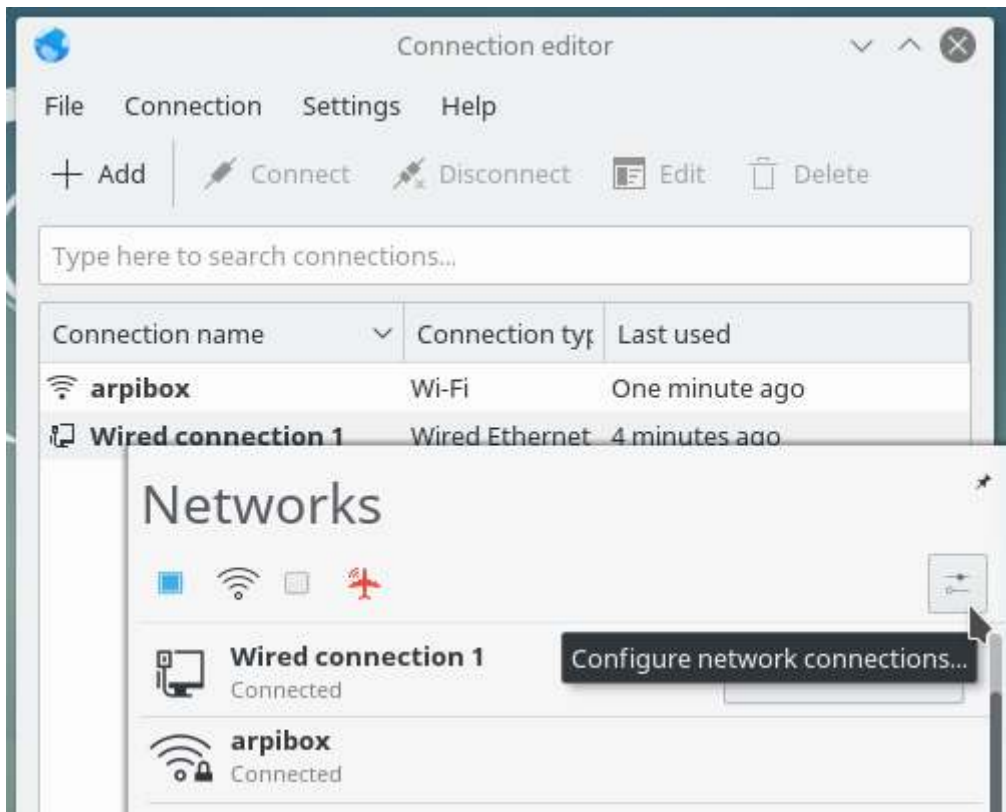 Connection editor
File Connection Settings Help
Add Connect Disconnect Edit Delete
Type here to search connections...
Connection name Connection typ Last used
arpibox Wi-Fi One minute ago
Wired connection 1 Wired Ethernet 4 minutes ago
Networks
Wired connection 1
Configure network connections...
Connected
arpibox
Connected